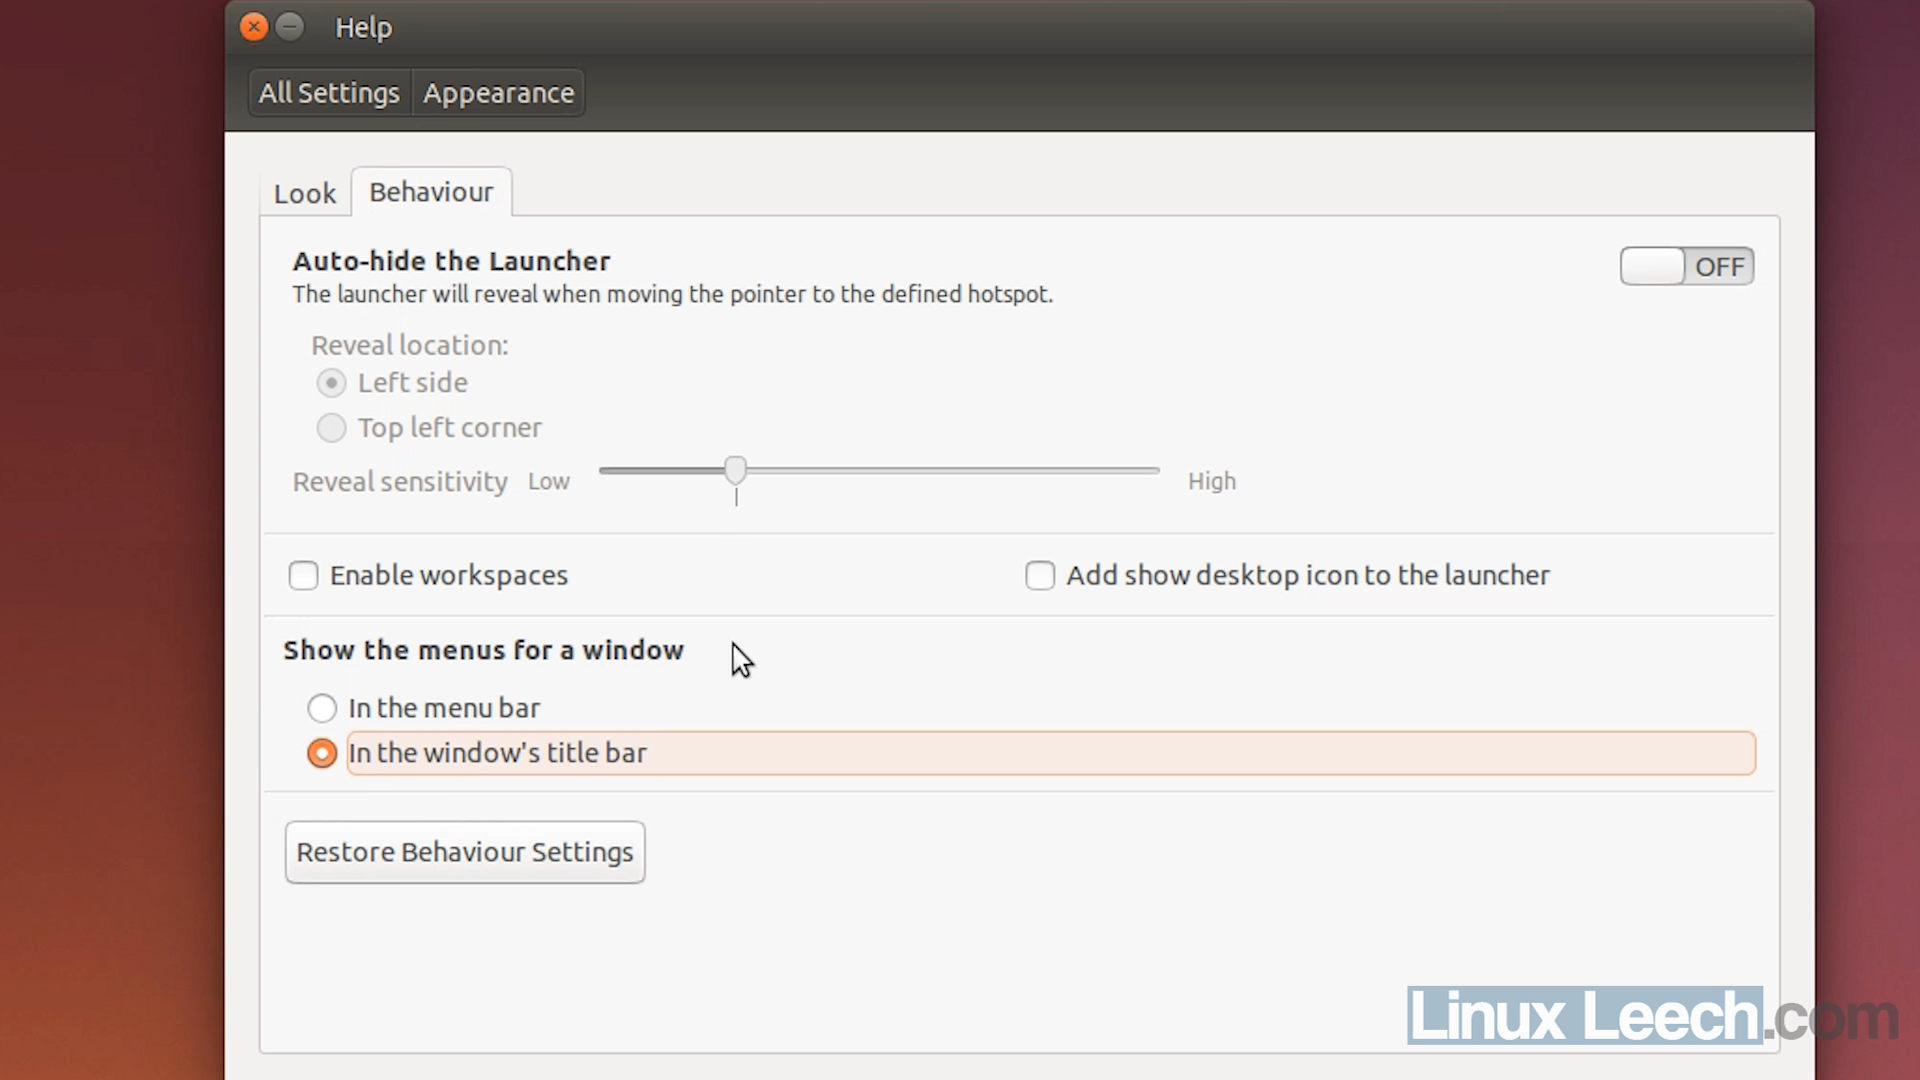 Help
All Settings Appearance
Look Behaviour
Auto-hide the Launcher OFF
The launcher will reveal when moving the pointer to the defined hotspot.
Reveal location:
Left side
Top left corner
Reveal sensitivity Low High
Enable workspaces Add show desktop icon to the launcher
Show the menus for a window
In the menu bar
In the window's title bar
Restore Behaviour Settings
Linux Leech.com